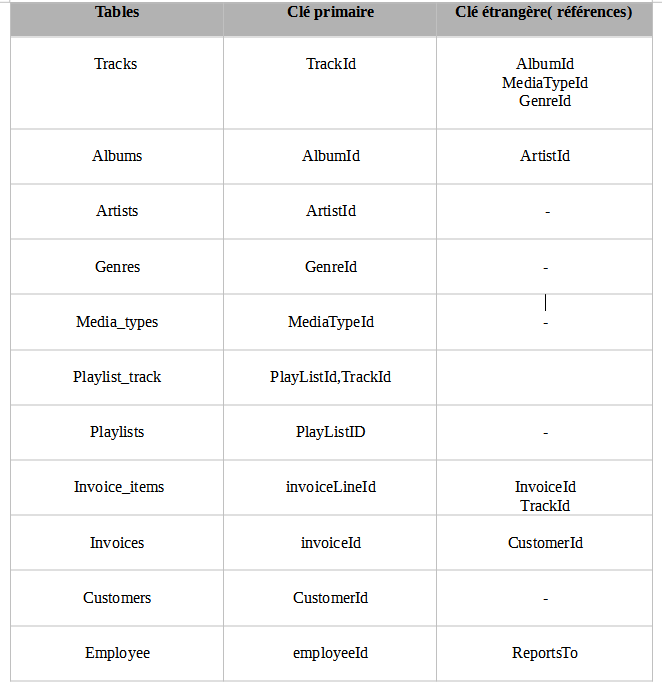 Tables Clé primaire Clé étrangère( références)
Tracks TrackId AlbumId
MediaTypeId
GenreId
Albums AlbumId ArtistId
Artists ArtistId -
Genres GenreId -
Media_types MediaTypeId -
Playlist_track PlayListId,TrackId
Playlists PlayListID -
Invoice_items invoiceLineId InvoiceId
TrackId
Invoices invoiceId CustomerId
Customers CustomerId -
Employee employeeId ReportsTo